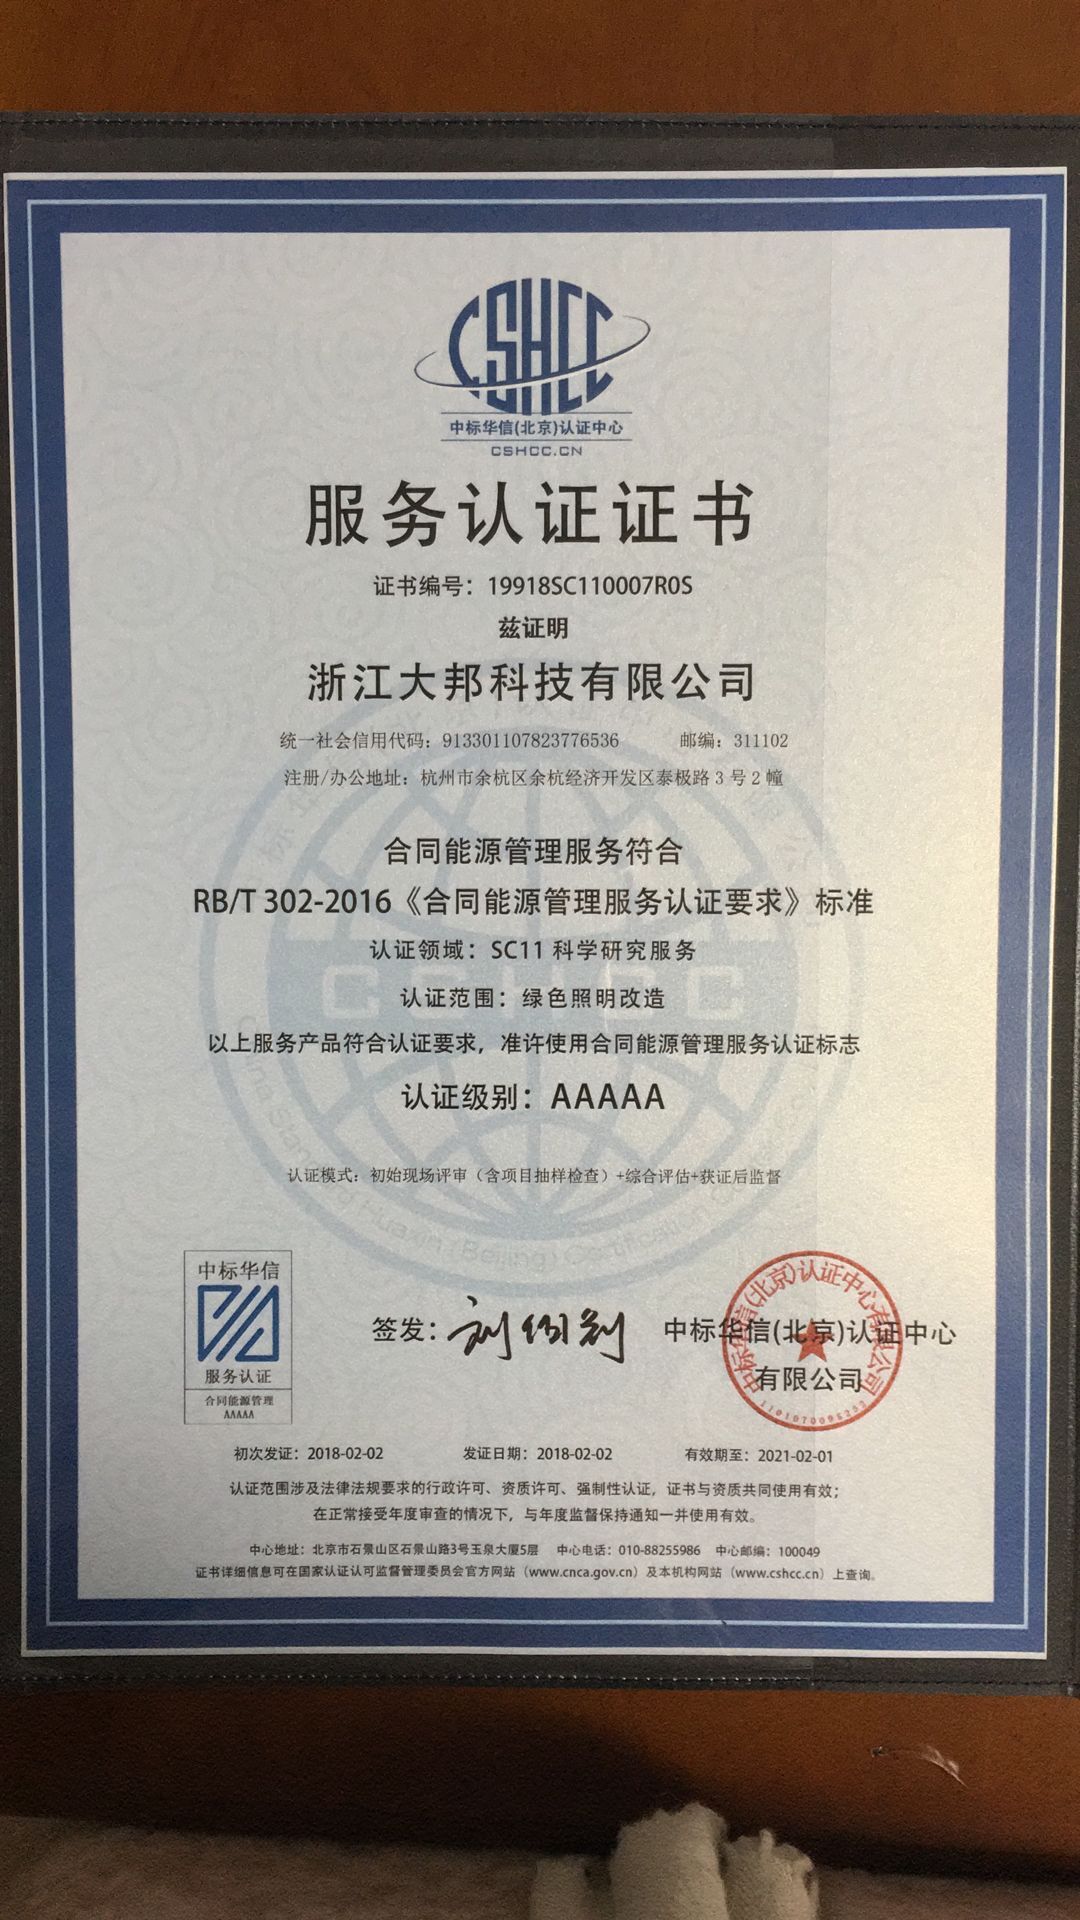 CSHCC
中标华信(北京)认证中心
CSHCC.CN
服务认证证书
证书编号：19918SC110007R0S
兹证明
浙江大邦科技有限公司
统一社会信用代码：913301107823776536 邮编：311102
注册/办公地址：杭州市余杭区余杭经济开发区泰极路3号2幢
合同能源管理服务符合
RB/T 302-2016《合同能源管理服务认证要求》标准
认证领域：SC11 科学研究服务
认证范围：绿色照明改造
以上服务产品符合认证要求，准许使用合同能源管理服务认证标志
认证级别：AAAAA
认证模式：初始现场评审（含项目抽样检查）+综合评估+获证后监督
中标华信
服务认证
合同能源管理
AAAAA
签发：
中标华信(北京)认证中心
有限公司
中标华信(北京)认证中心有限公司
初次发证：2018-02-02 发证日期：2018-02-02 有效期至：2021-02-01
认证范围涉及法律法规要求的行政许可、资质许可、强制性认证，证书与资质共同使用有效；
在正常接受年度审查的情况下，与年度监督保持通知一并使用有效。
中心地址：北京市石景山区石景山路3号玉泉大厦5层 中心电话：010-88255986 中心邮编：100049
证书详细信息可在国家认证认可监督管理委员会官方网站（www.cnca.gov.cn）及本机构网站（www.cshcc.cn）上查询。